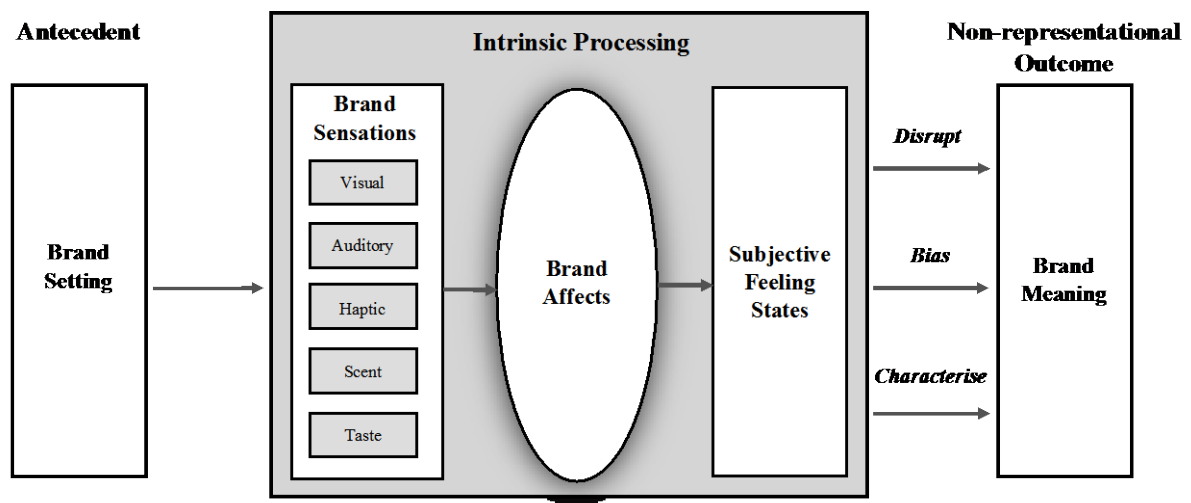 Antecedent
Brand
Setting
Intrinsic Processing
Brand
Sensations
Visual
Auditory
Haptic
Scent
Taste
Brand
Affects
Subjective
Feeling
States
Disrupt
Bias
Characterise
Non-representational
Outcome
Brand
Meaning